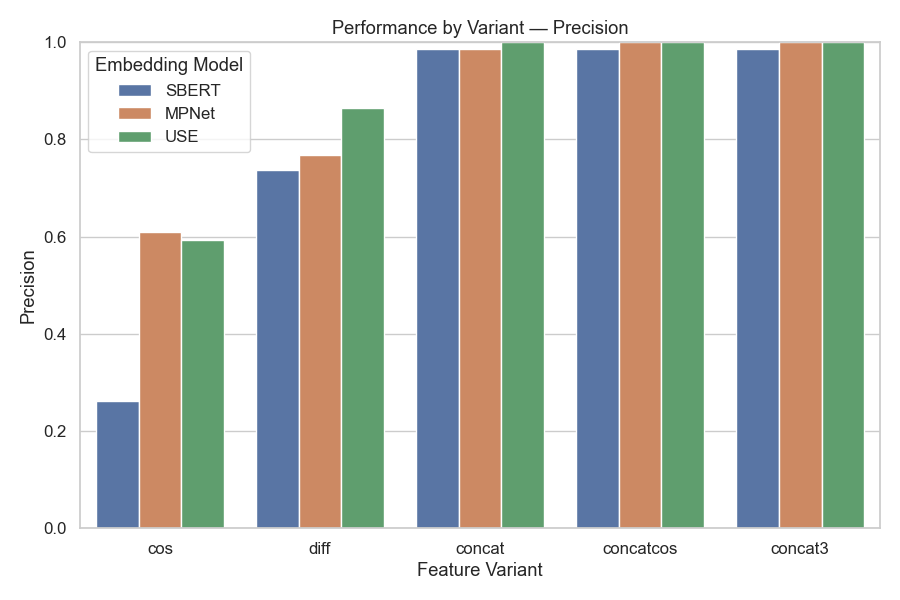 Performance by Variant — Precision
Embedding Model
SBERT
MPNet
USE
Precision
1.0
0.8
0.6
0.4
0.2
0.0
cos diff concat concatcos concat3
Feature Variant